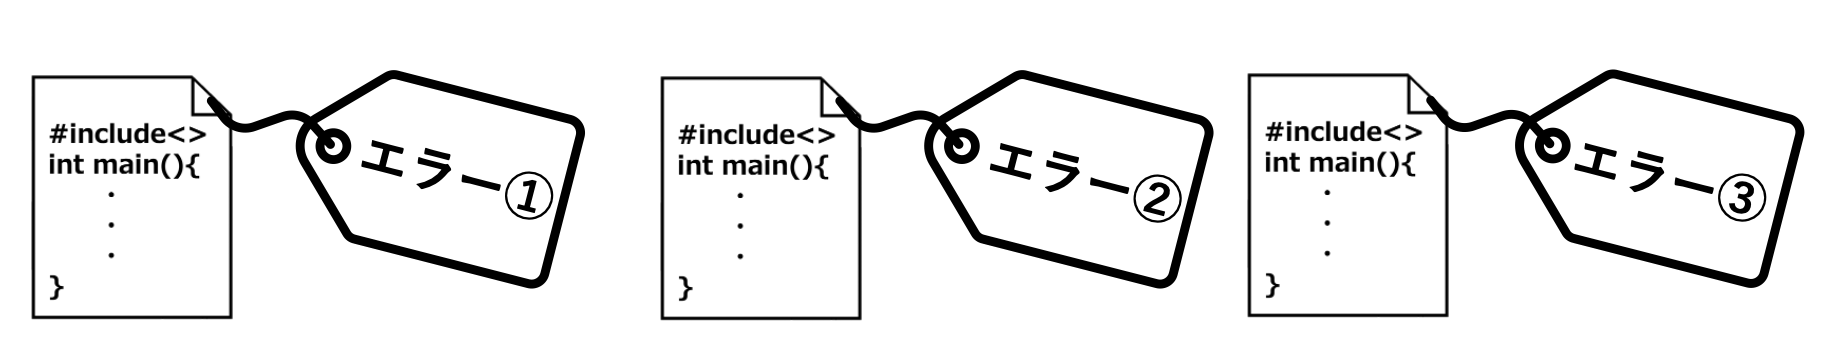 #include<>
int main(){
・
・
・
}
エラー①
#include<>
int main(){
・
・
・
}
エラー②
#include<>
int main(){
・
・
・
}
エラー③